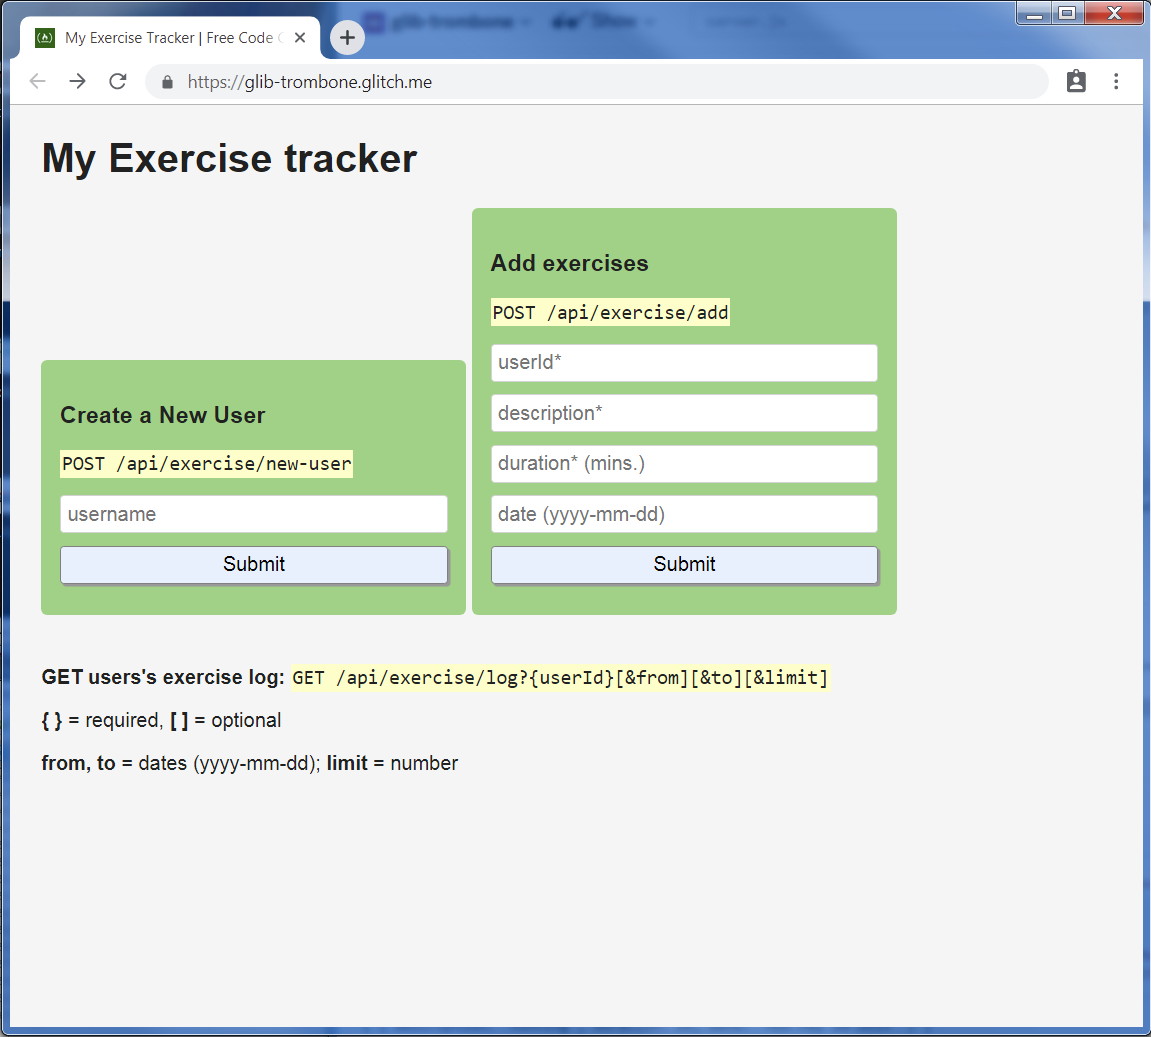 glib-trombone Show
My Exercise Tracker | Free Code C
https://glib-trombone.glitch.me
My Exercise tracker
Create a New User
POST /api/exercise/new-user
username
Submit
Add exercises
POST /api/exercise/add
userId*
description*
duration* (mins.)
date (yyyy-mm-dd)
Submit
GET users's exercise log: GET /api/exercise/log?{userId}[&from][&to][&limit]
{ } = required, [ ] = optional
from, to = dates (yyyy-mm-dd); limit = number